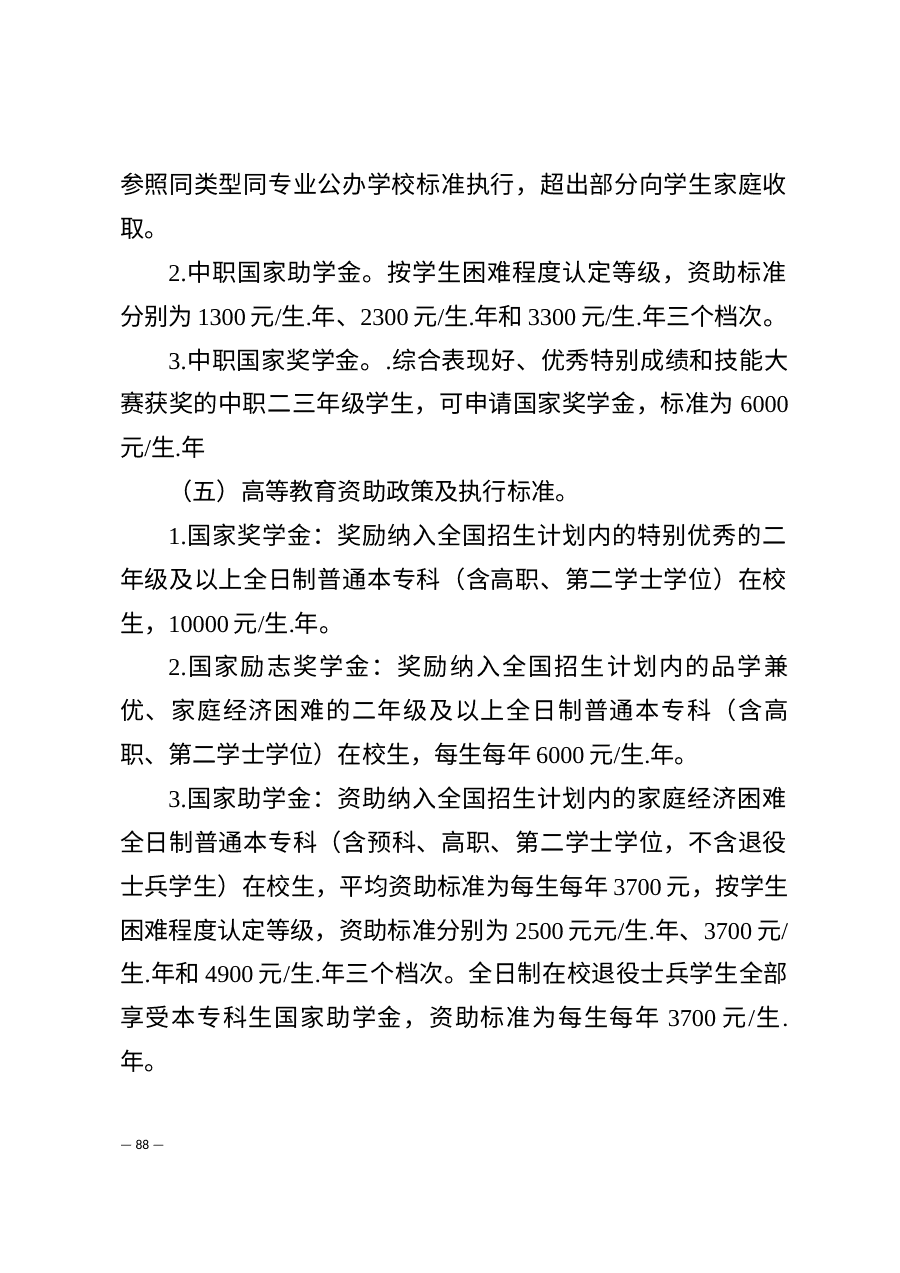 参照同类型同专业公办学校标准执行，超出部分向学生家庭收
取。
2.中职国家助学金。按学生困难程度认定等级，资助标准
分别为 1300 元/生.年、2300 元/生.年和 3300 元/生.年三个档次。
3.中职国家奖学金。.综合表现好、优秀特别成绩和技能大
赛获奖的中职二三年级学生，可申请国家奖学金，标准为 6000
元/生.年
（五）高等教育资助政策及执行标准。
1.国家奖学金：奖励纳入全国招生计划内的特别优秀的二
年级及以上全日制普通本专科（含高职、第二学士学位）在校
生，10000 元/生.年。
2.国家励志奖学金：奖励纳入全国招生计划内的品学兼
优、家庭经济困难的二年级及以上全日制普通本专科（含高
职、第二学士学位）在校生，每生每年 6000 元/生.年。
3.国家助学金：资助纳入全国招生计划内的家庭经济困难
全日制普通本专科（含预科、高职、第二学士学位，不含退役
士兵学生）在校生，平均资助标准为每生每年 3700 元，按学生
困难程度认定等级，资助标准分别为 2500 元元/生.年、3700 元/
生.年和 4900 元/生.年三个档次。全日制在校退役士兵学生全部
享受本专科生国家助学金，资助标准为每生每年 3700 元/生.
年。
— 88 —